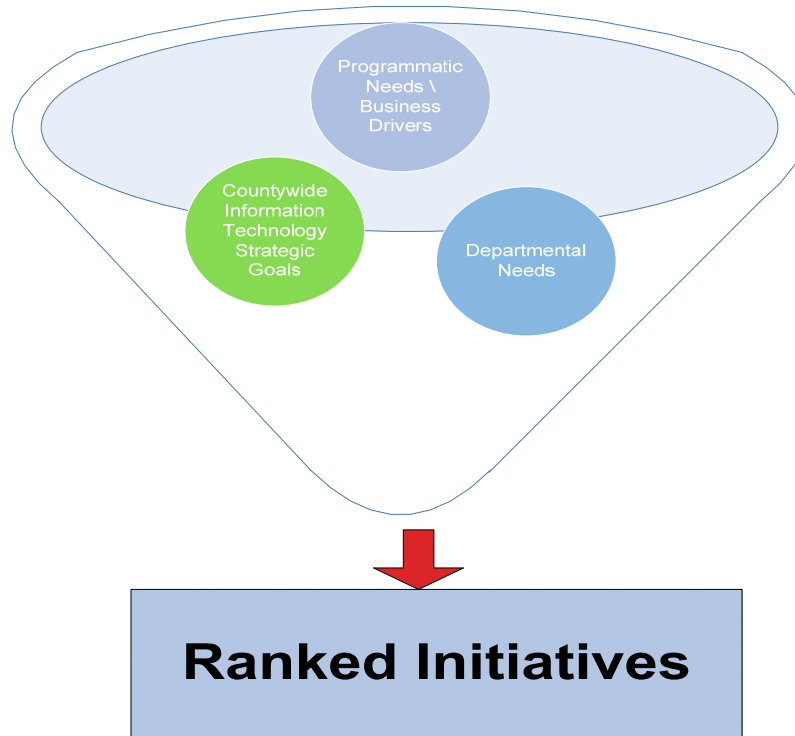 Programmatic
Needs \
Business
Drivers
Countywide
Information
Technology
Strategic
Goals
Departmental
Needs
Ranked Initiatives